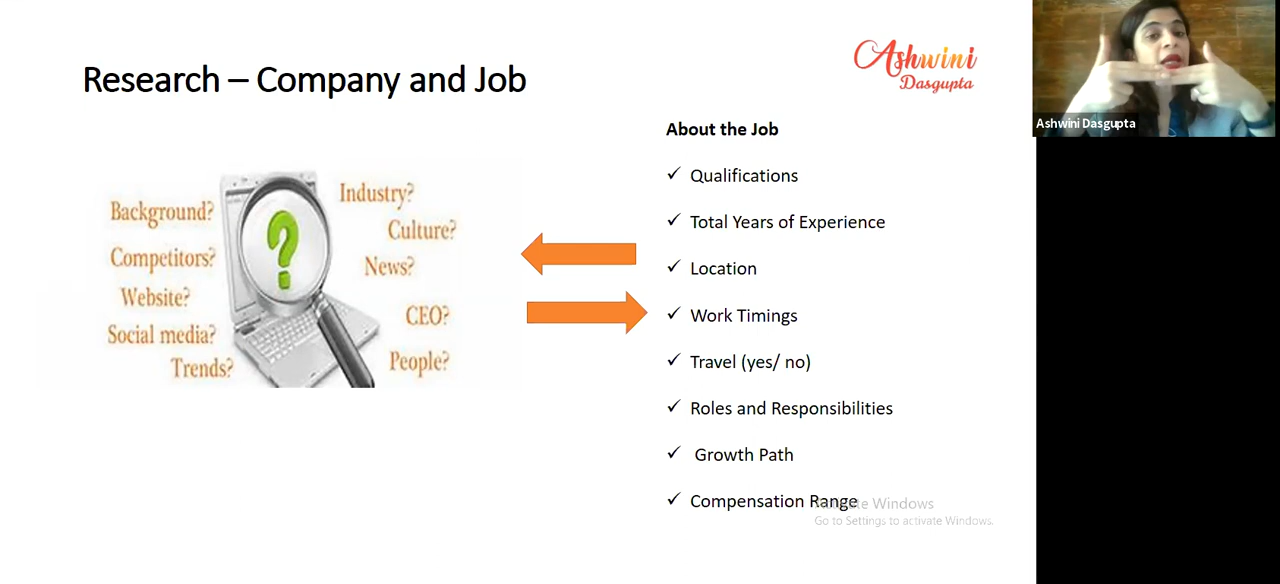 Research – Company and Job
Ashwini
Dasgupta
Ashwini Dasgupta
Background?
Competitors?
Website?
Social media?
Trends?
?
Industry?
Culture?
News?
CEO?
People?
About the Job
✓ Qualifications
✓ Total Years of Experience
✓ Location
✓ Work Timings
✓ Travel (yes/ no)
✓ Roles and Responsibilities
✓ Growth Path
✓ Compensation Range
Activate Windows
Go to Settings to activate Windows.